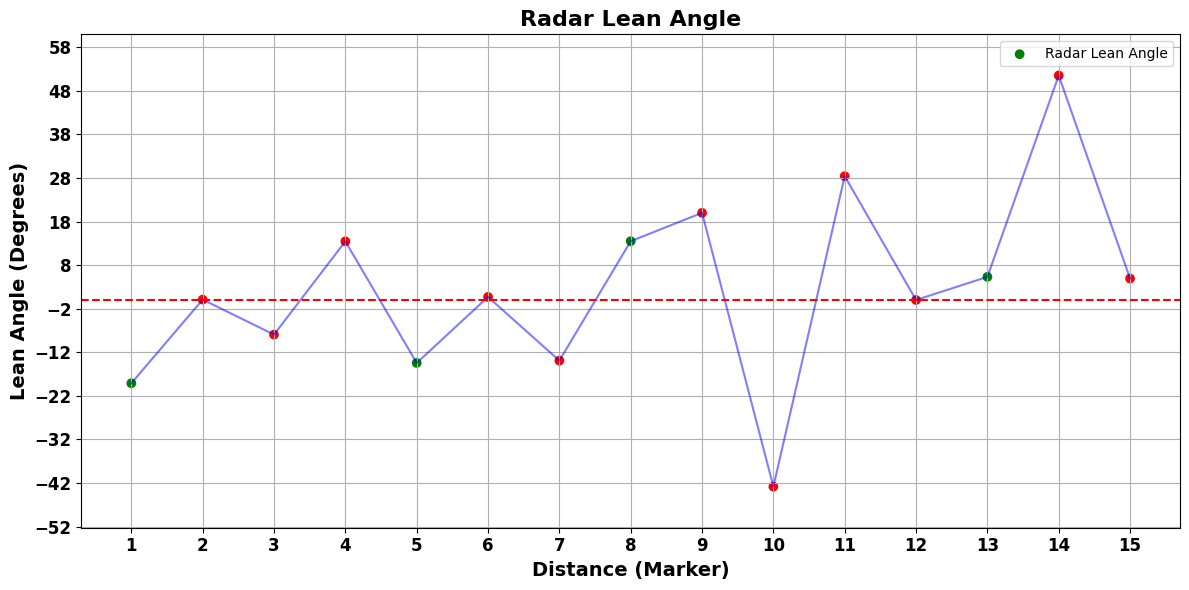 Radar Lean Angle
Radar Lean Angle
Lean Angle (Degrees)
58
48
38
28
18
8
−2
−12
−22
−32
−42
−52
1 2 3 4 5 6 7 8 9 10 11 12 13 14 15
Distance (Marker)